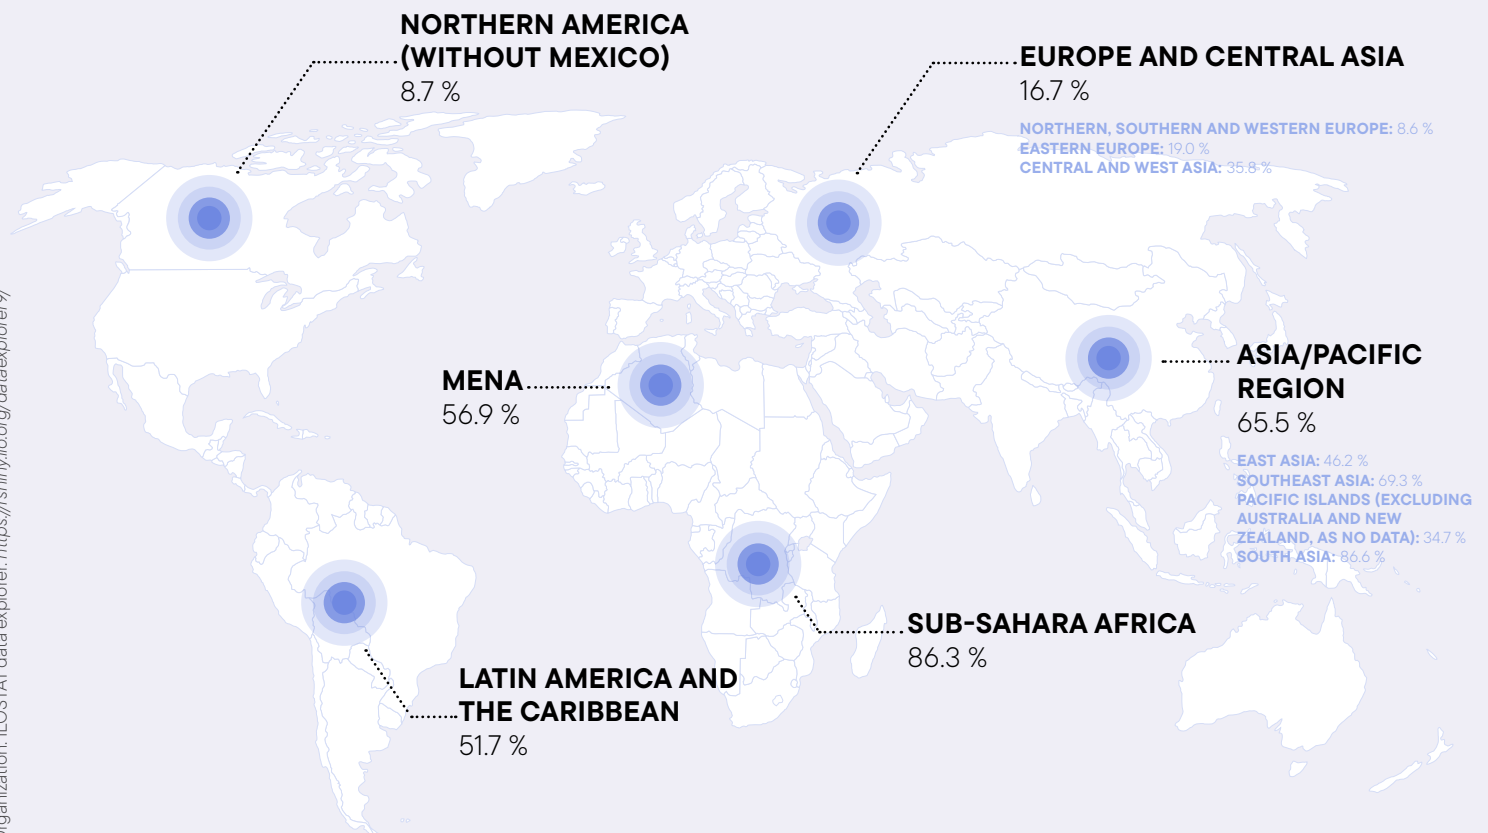 NORTHERN AMERICA
(WITHOUT MEXICO)
8.7 %
EUROPE AND CENTRAL ASIA
16.7 %
NORTHERN, SOUTHERN AND WESTERN EUROPE: 8.6 %
EASTERN EUROPE: 19.0 %
CENTRAL AND WEST ASIA: 35.8 %
MENA
56.9 %
ASIA/PACIFIC
REGION
65.5 %
EAST ASIA: 46.2 %
SOUTHEAST ASIA: 69.3 %
PACIFIC ISLANDS (EXCLUDING
AUSTRALIA AND NEW
ZEALAND, AS NO DATA): 34.7 %
SOUTH ASIA: 86.6 %
SUB-SAHARA AFRICA
86.3 %
LATIN AMERICA AND
THE CARIBBEAN
51.7 %
data explorer. https://rshiny.ilo.org/dataexplorer9/